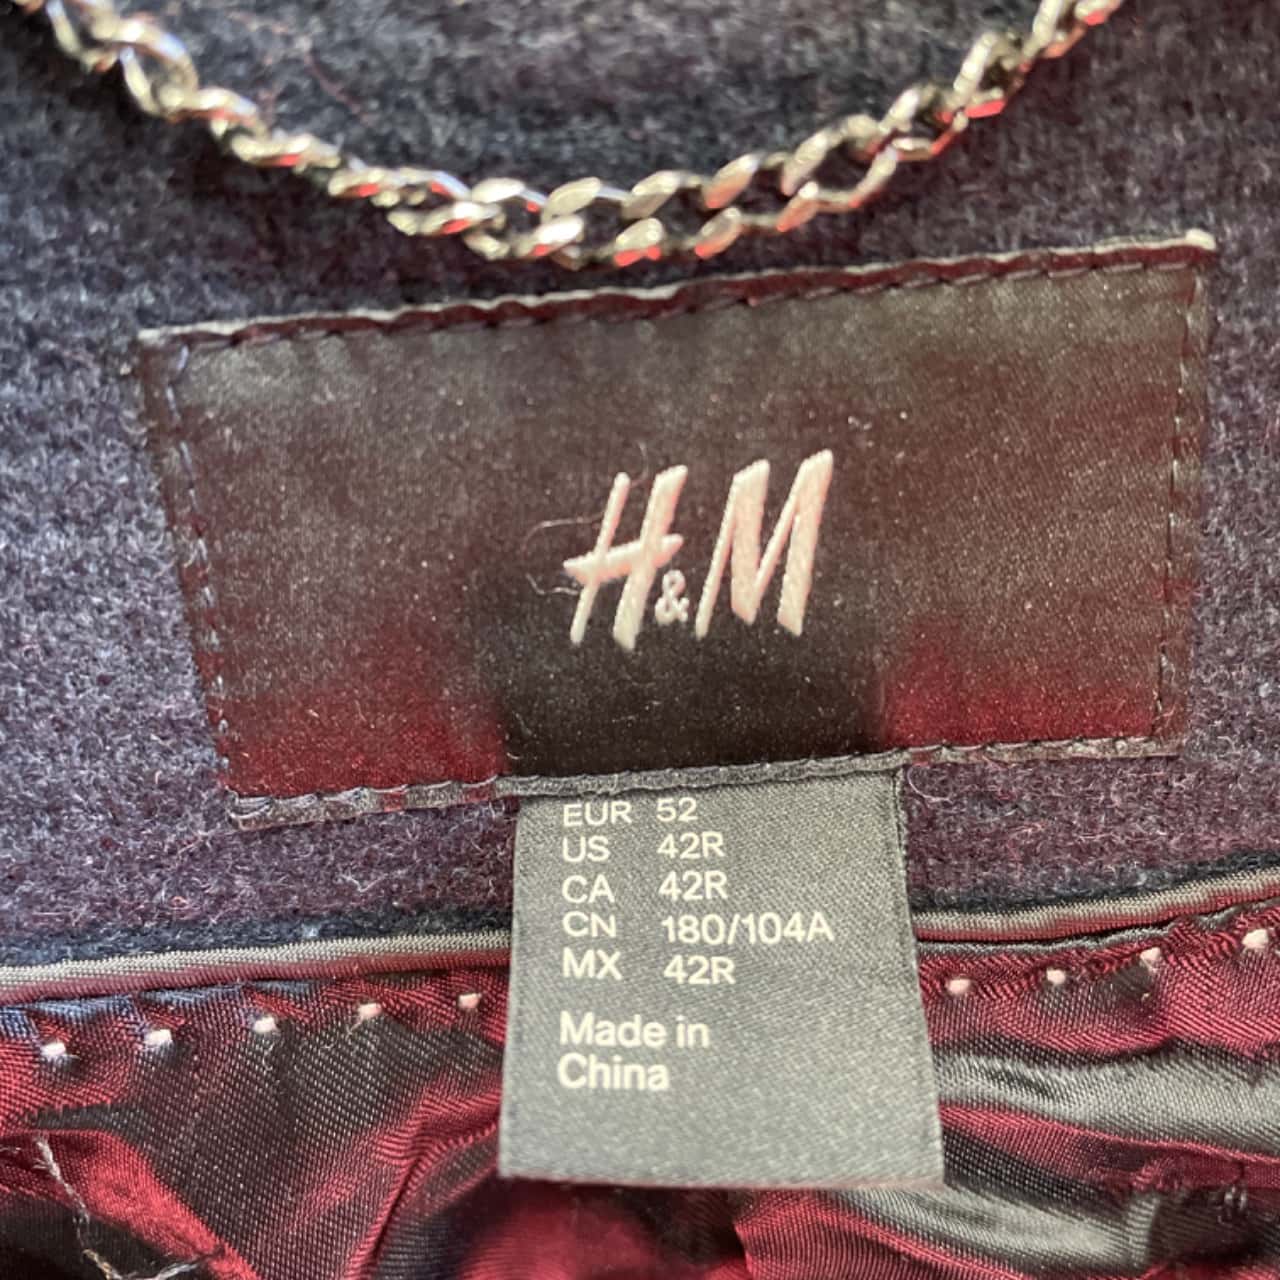 H&M
EUR 52
US 42R
CA 42R
CN 180/104A
MX 42R
Made in
China